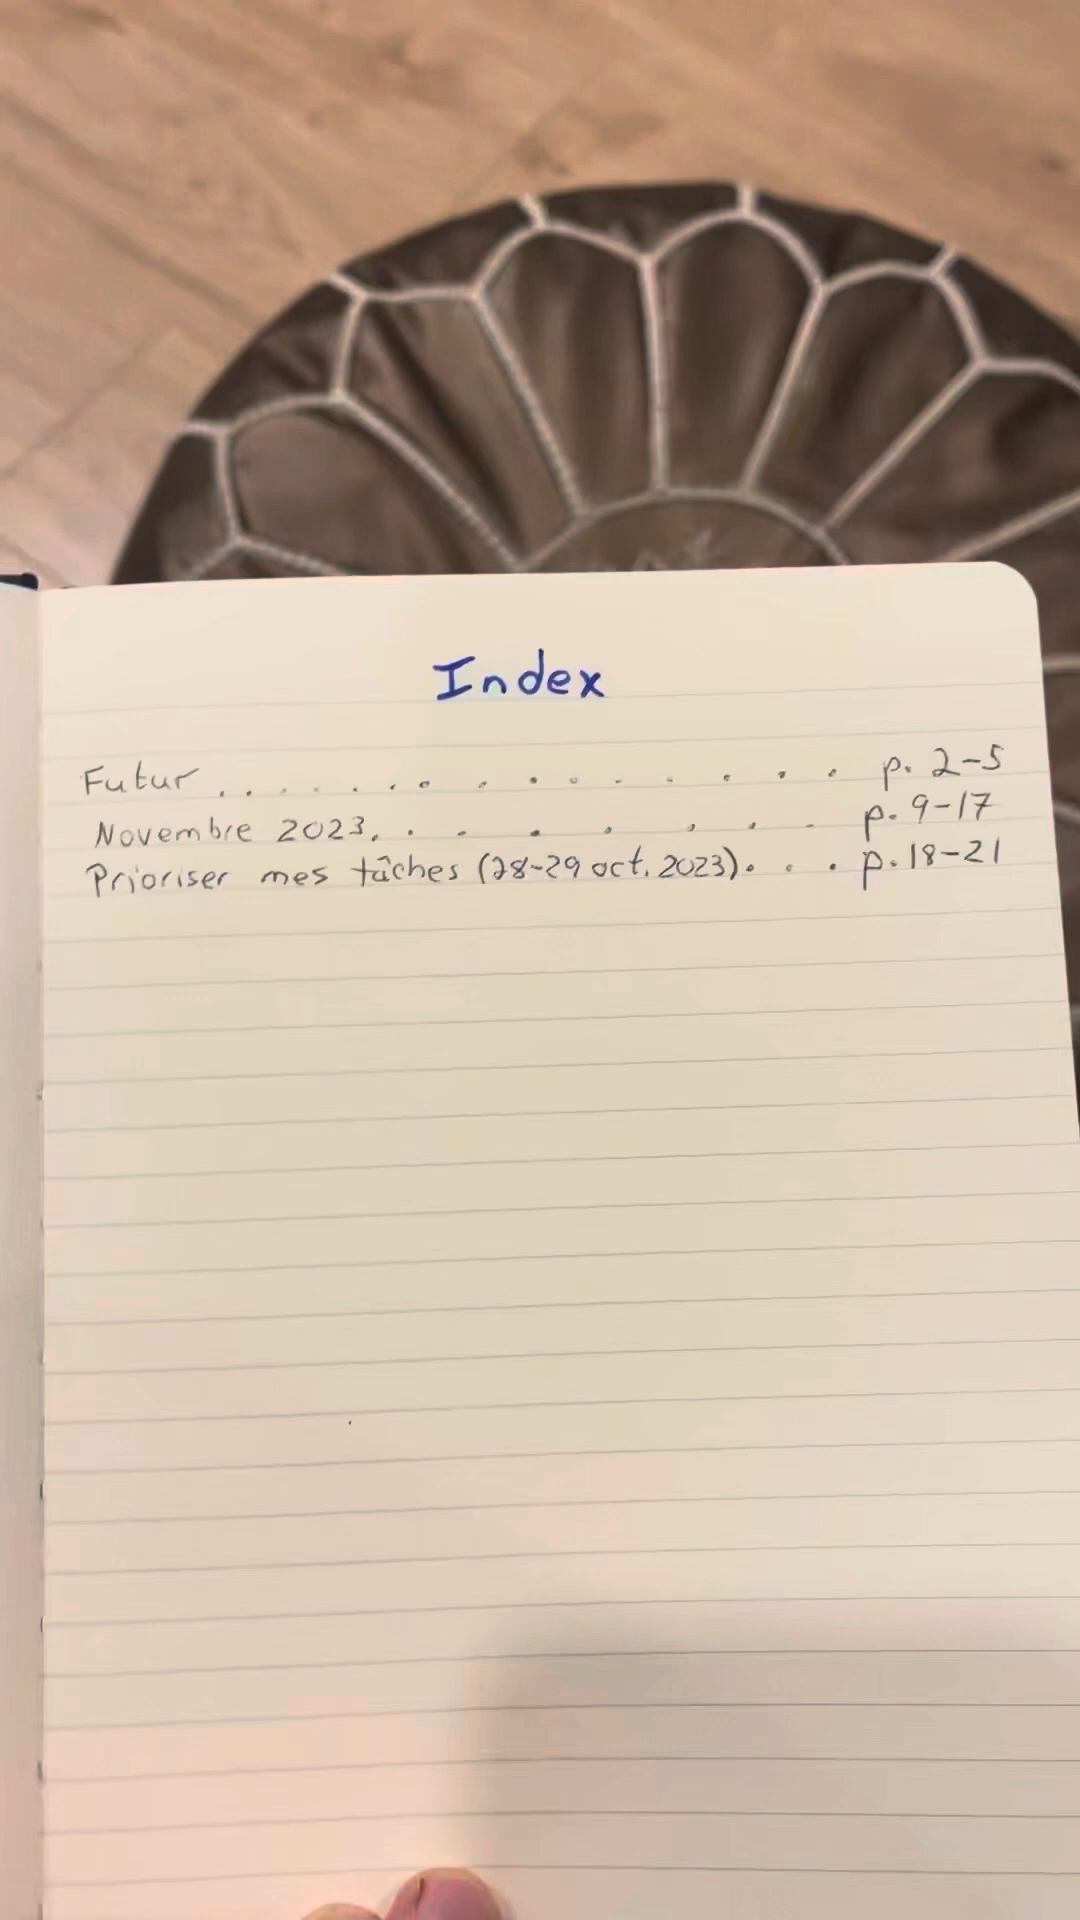 Index
Futur . . . . . . . . . . . . . . . p. 2-5
Novembre 2023. . . . . . . . . p. 9-17
Prioriser mes tâches (28-29 oct. 2023). . . p. 18-21